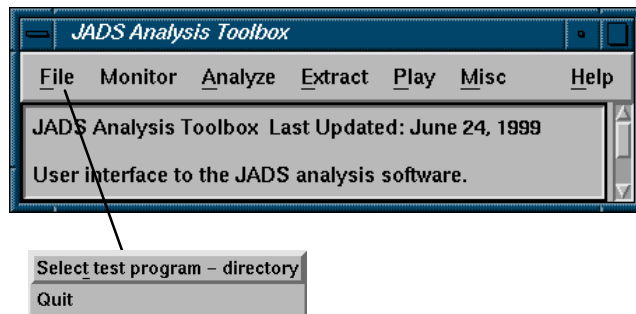 JADS Analysis Toolbox
File Monitor Analyze Extract Play Misc Help
JADS Analysis Toolbox Last Updated: June 24, 1999
User interface to the JADS analysis software.
Select test program – directory
Quit